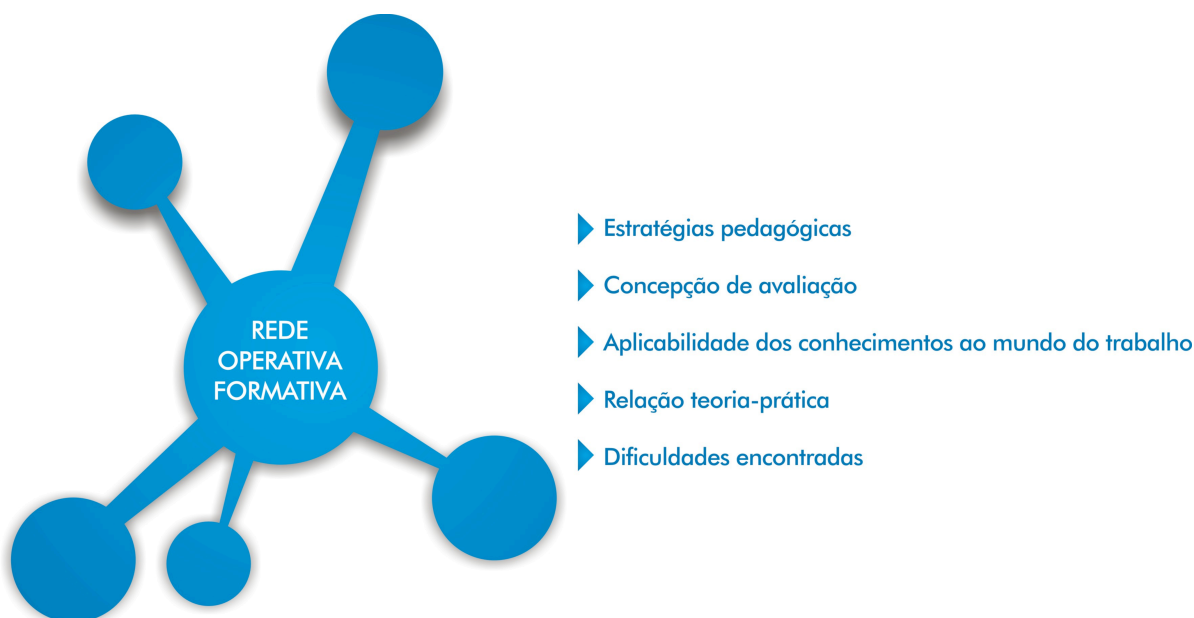 REDE
OPERATIVA
FORMATIVA
Estratégias pedagógicas
Concepção de avaliação
Aplicabilidade dos conhecimentos ao mundo do trabalho
Relação teoria-prática
Dificuldades encontradas